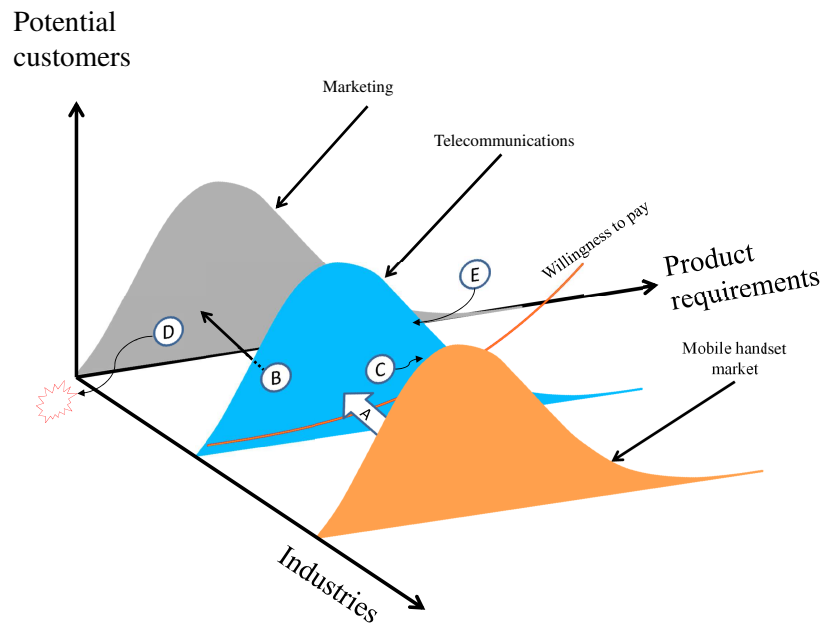 Potential
customers
Marketing
Telecommunications
Willingness to pay
E
Product
requirements
D
Mobile handset
market
C
B
A
Industries